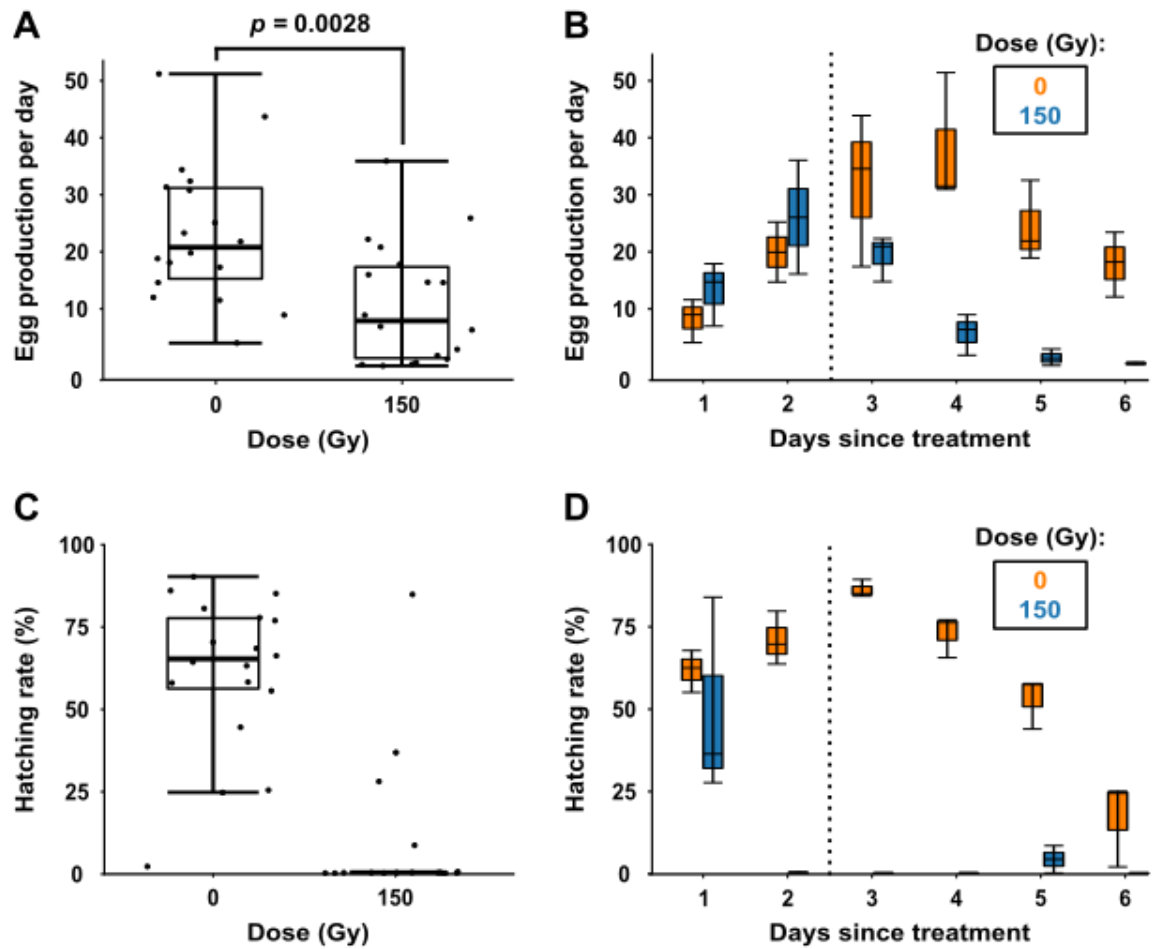 A
p = 0.0028
Egg production per day
50
40
30
20
10
0
0 150
Dose (Gy)
B
Dose (Gy):
0
150
Egg production per day
50
40
30
20
10
0
1 2 3 4 5 6
Days since treatment
C
Hatching rate (%)
100
75
50
25
0
0 150
Dose (Gy)
D
Dose (Gy):
0
150
Hatching rate (%)
100
75
50
25
0
1 2 3 4 5 6
Days since treatment